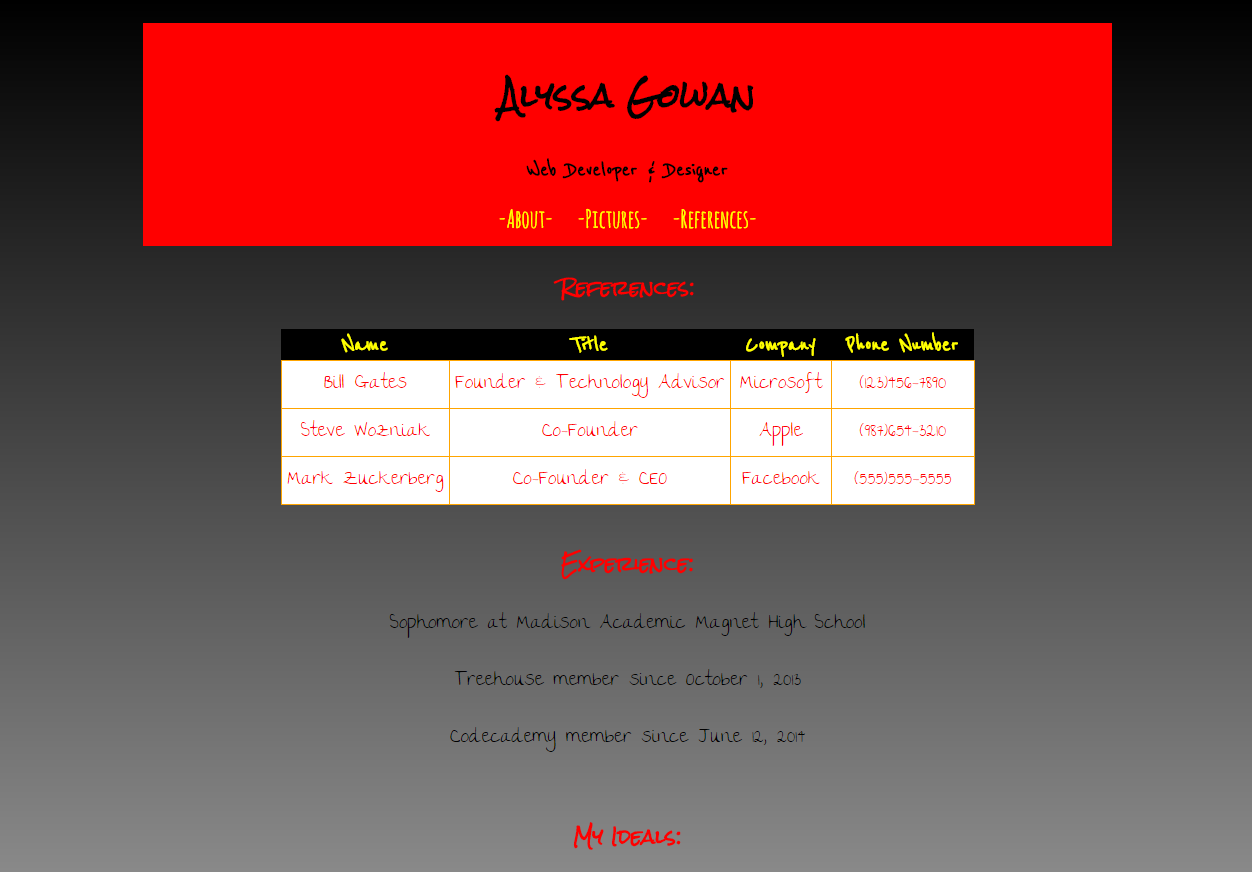 Alyssa Gowan
Web Developer & Designer
-About- -Pictures- -References-
References:
Name Title Company Phone Number
Bill Gates Founder & Technology Advisor Microsoft (123)456-7890
Steve Wozniak Co-Founder Apple (987)654-3210
Mark Zuckerberg Co-Founder & CEO Facebook (555)555-5555
Experience:
Sophomore at Madison Academic Magnet High School
Treehouse member since October 1, 2013
Codecademy member since June 12, 2014
My Ideals: